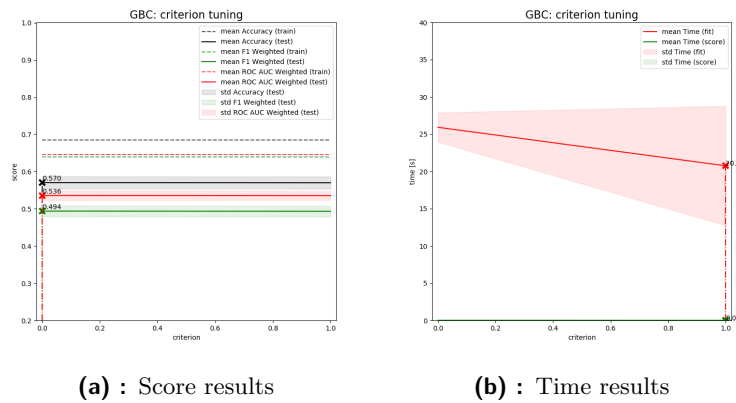 GBC: criterion tuning
1.0
0.9
0.8
0.7
0.6
0.5
0.4
0.3
0.2
score
mean Accuracy (train)
mean Accuracy (test)
mean F1 Weighted (train)
mean F1 Weighted (test)
mean ROC AUC Weighted (train)
mean ROC AUC Weighted (test)
std Accuracy (test)
std F1 Weighted (test)
std ROC AUC Weighted (test)
0.570
0.536
0.494
0.0 0.2 0.4 0.6 0.8 1.0
criterion
GBC: criterion tuning
40
35
30
25
20
15
10
5
0
time [s]
mean Time (fit)
mean Time (score)
std Time (fit)
std Time (score)
0.0 0.2 0.4 0.6 0.8 1.0
criterion
(a) : Score results
(b) : Time results